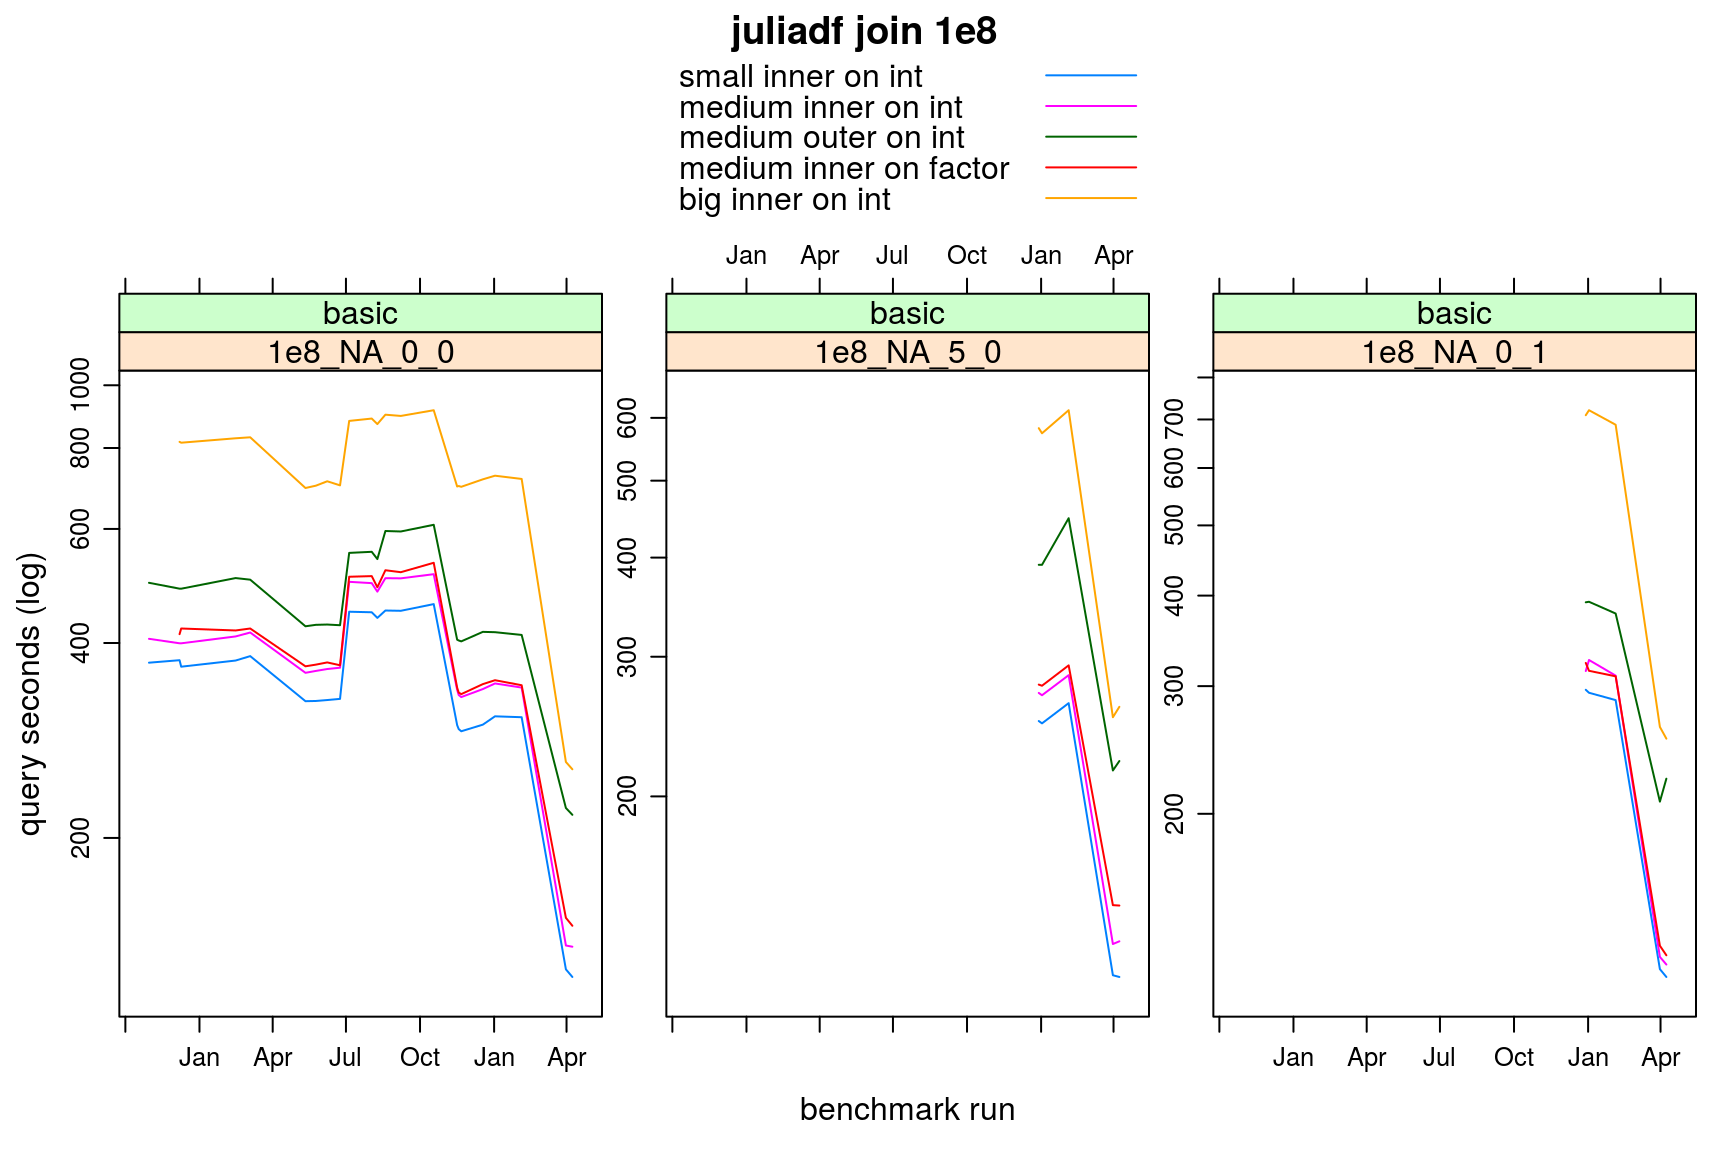 juliadf join 1e8
small inner on int
medium inner on int
medium outer on int
medium inner on factor
big inner on int
Jan Apr Jul Oct Jan Apr
basic basic basic
1e8_NA_0_0 1e8_NA_5_0 1e8_NA_0_1
query seconds (log)
1000
800
600
400
200
600
500
400
300
200
700
600
500
400
300
200
Jan Apr Jul Oct Jan Apr
Jan Apr Jul Oct Jan Apr
benchmark run